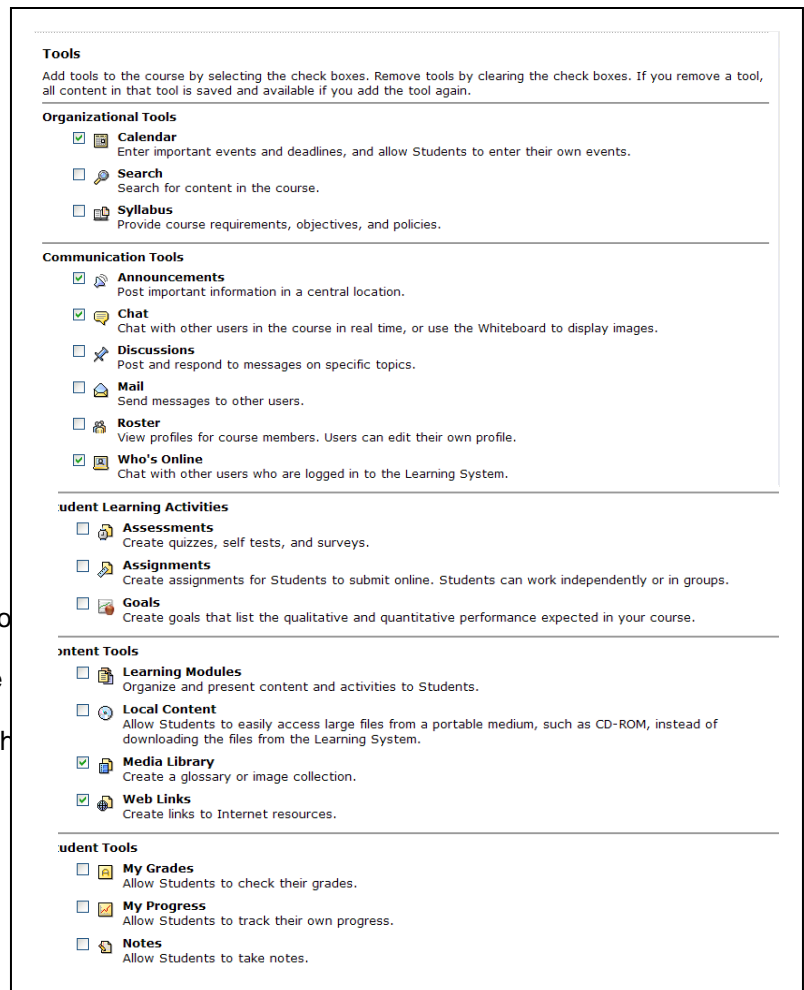 Tools
Add tools to the course by selecting the check boxes. Remove tools by clearing the check boxes. If you remove a tool,
all content in that tool is saved and available if you add the tool again.
Organizational Tools
Calendar
Enter important events and deadlines, and allow Students to enter their own events.
Search
Search for content in the course.
Syllabus
Provide course requirements, objectives, and policies.
Communication Tools
Announcements
Post important information in a central location.
Chat
Chat with other users in the course in real time, or use the Whiteboard to display images.
Discussions
Post and respond to messages on specific topics.
Mail
Send messages to other users.
Roster
View profiles for course members. Users can edit their own profile.
Who's Online
Chat with other users who are logged in to the Learning System.
udent Learning Activities
Assessments
Create quizzes, self tests, and surveys.
Assignments
Create assignments for Students to submit online. Students can work independently or in groups.
Goals
Create goals that list the qualitative and quantitative performance expected in your course.
ontent Tools
Learning Modules
Organize and present content and activities to Students.
Local Content
Allow Students to easily access large files from a portable medium, such as CD-ROM, instead of
downloading the files from the Learning System.
Media Library
Create a glossary or image collection.
Web Links
Create links to Internet resources.
udent Tools
My Grades
Allow Students to check their grades.
My Progress
Allow Students to track their own progress.
Notes
Allow Students to take notes.